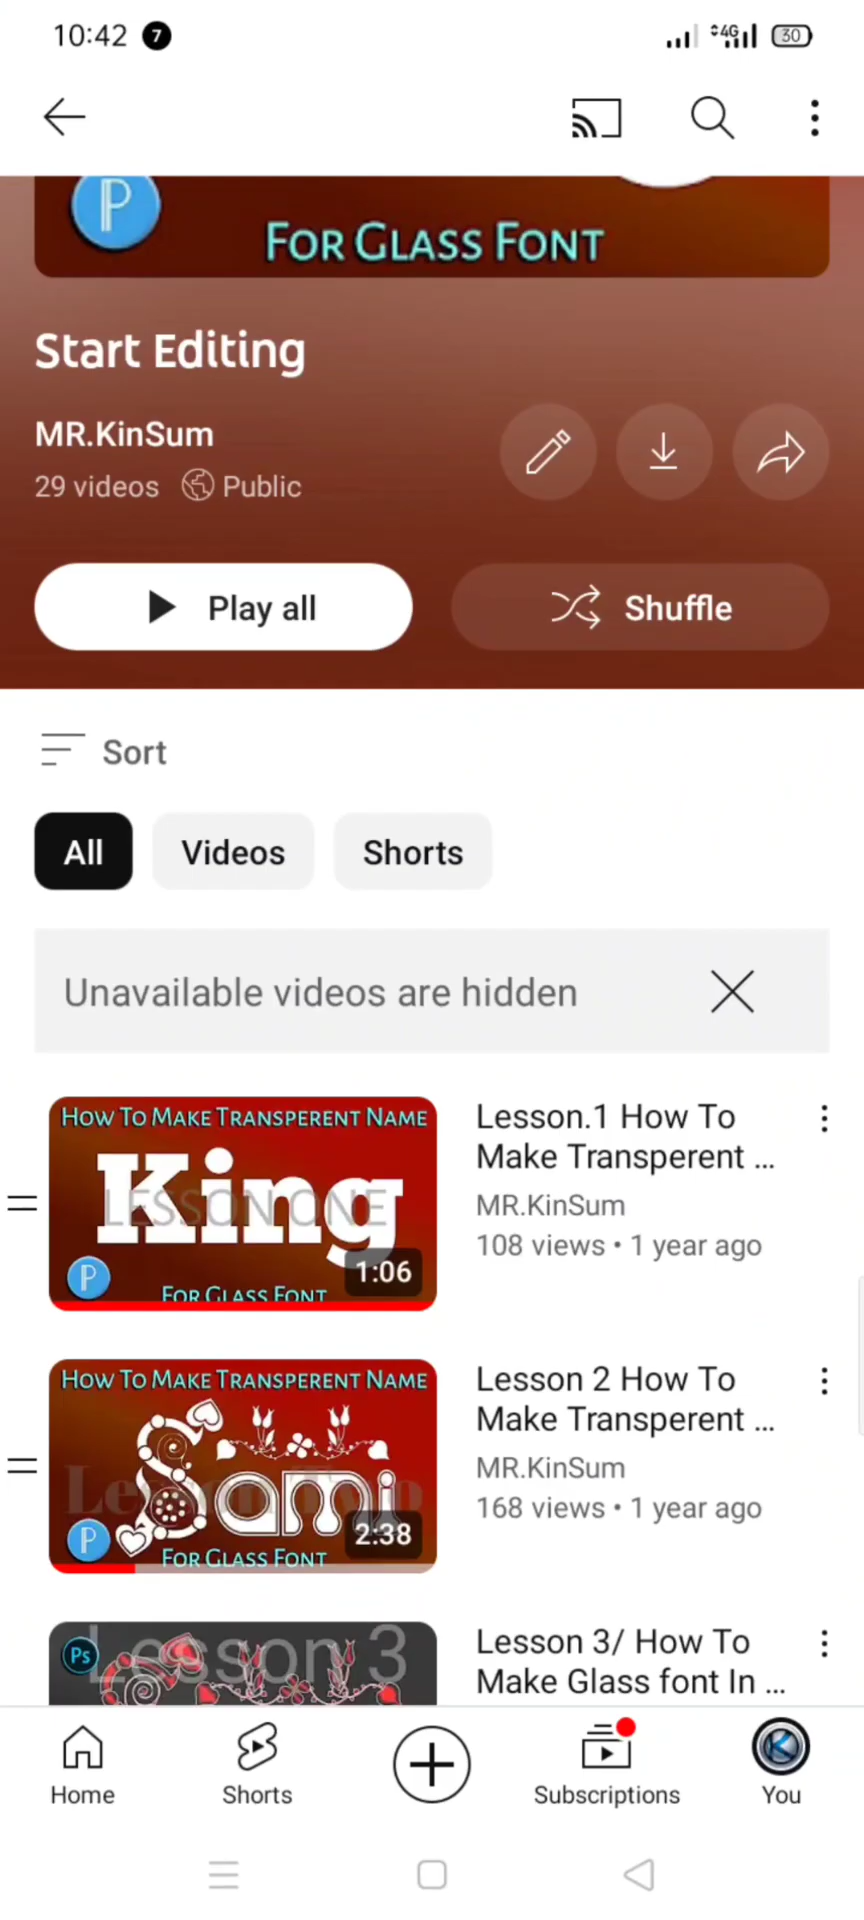 10:42 7 4G 30
P
FOR GLASS FONT
Start Editing
MR.KinSum
29 videos Public
Play all
Shuffle
Sort
All
Videos
Shorts
Unavailable videos are hidden
HOW TO MAKE TRANSPERENT NAME
King
LESSON ONE
P
FOR GLASS FONT
1:06
Lesson.1 How To
Make Transperent ...
MR.KinSum
108 views • 1 year ago
HOW TO MAKE TRANSPERENT NAME
Sami
Lesson Two
P
FOR GLASS FONT
2:38
Lesson 2 How To
Make Transperent ...
MR.KinSum
168 views • 1 year ago
Ps
Lesson 3
Lesson 3/ How To
Make Glass font In ...
Home
Shorts
Subscriptions
You